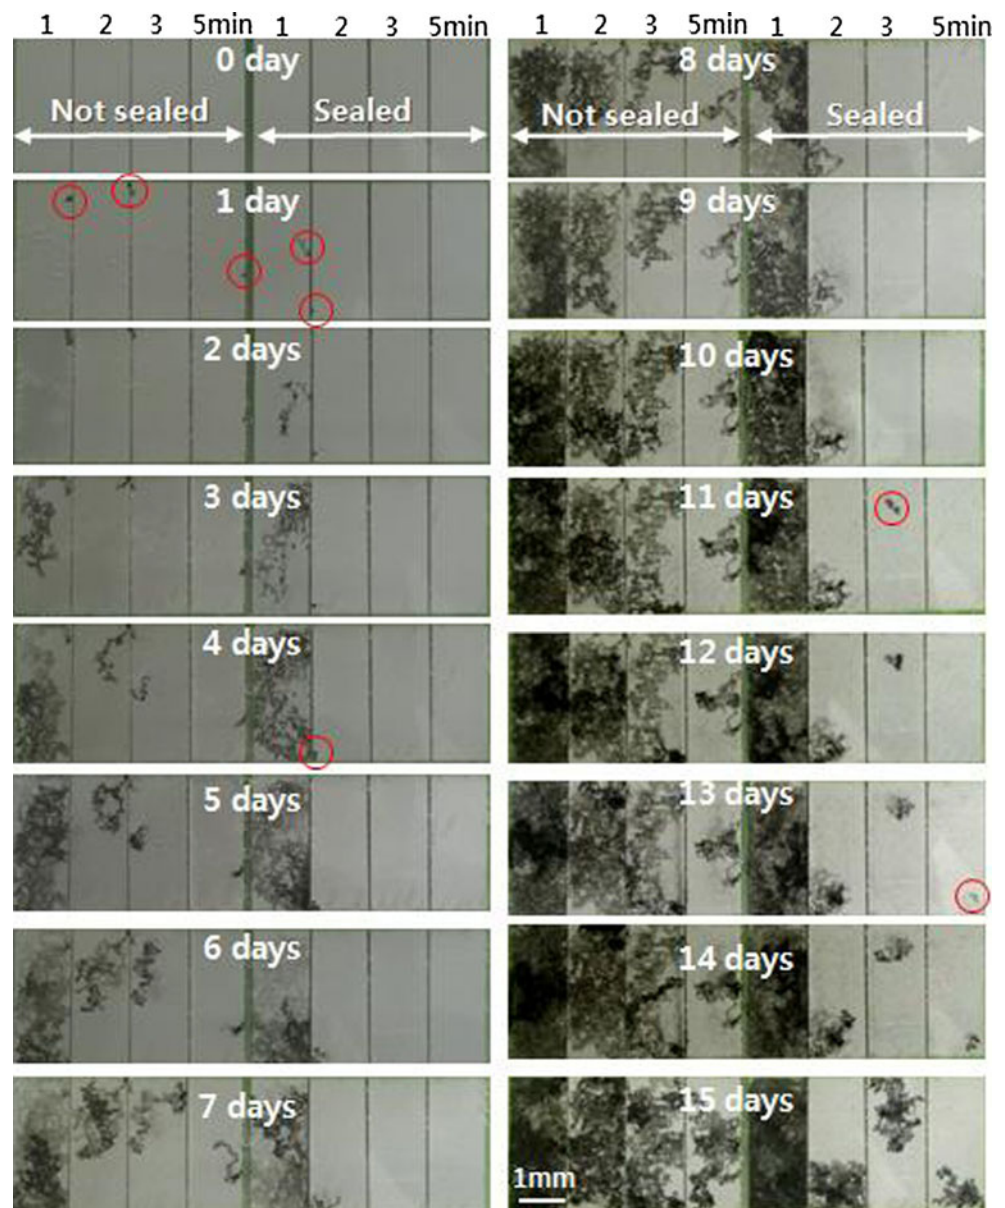 1 2 3 5min 1 2 3 5min
0 day
Not sealed Sealed
1 day
2 days
3 days
4 days
5 days
6 days
7 days
1 2 3 5min 1 2 3 5min
8 days
Not sealed Sealed
9 days
10 days
11 days
12 days
13 days
14 days
15 days
1mm